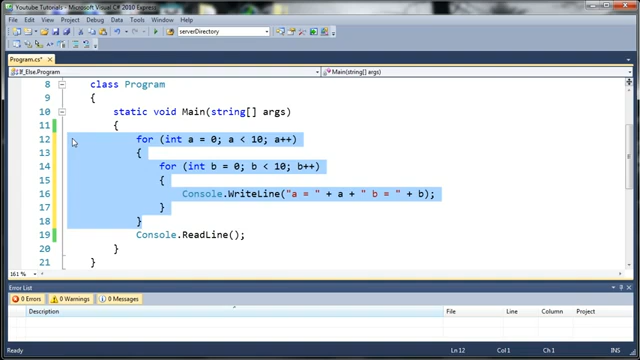 Youtube Tutorials - Microsoft Visual C# 2010 Express
File Edit View Project Debug Data Tools Window Help
serverDirectory
Program.cs*
If_Else.Program
Main(string[] args)
8 class Program
9 {
10 static void Main(string[] args)
11 {
12 for (int a = 0; a < 10; a++)
13 {
14 for (int b = 0; b < 10; b++)
15 {
16 Console.WriteLine("a = " + a + " b = " + b);
17 }
18 }
19 Console.ReadLine();
20 }
21 }
161 %
Error List
0 Errors 0 Warnings 0 Messages
Description File Line Column Project
Ready Ln 12 Col 1 Ch 1 INS